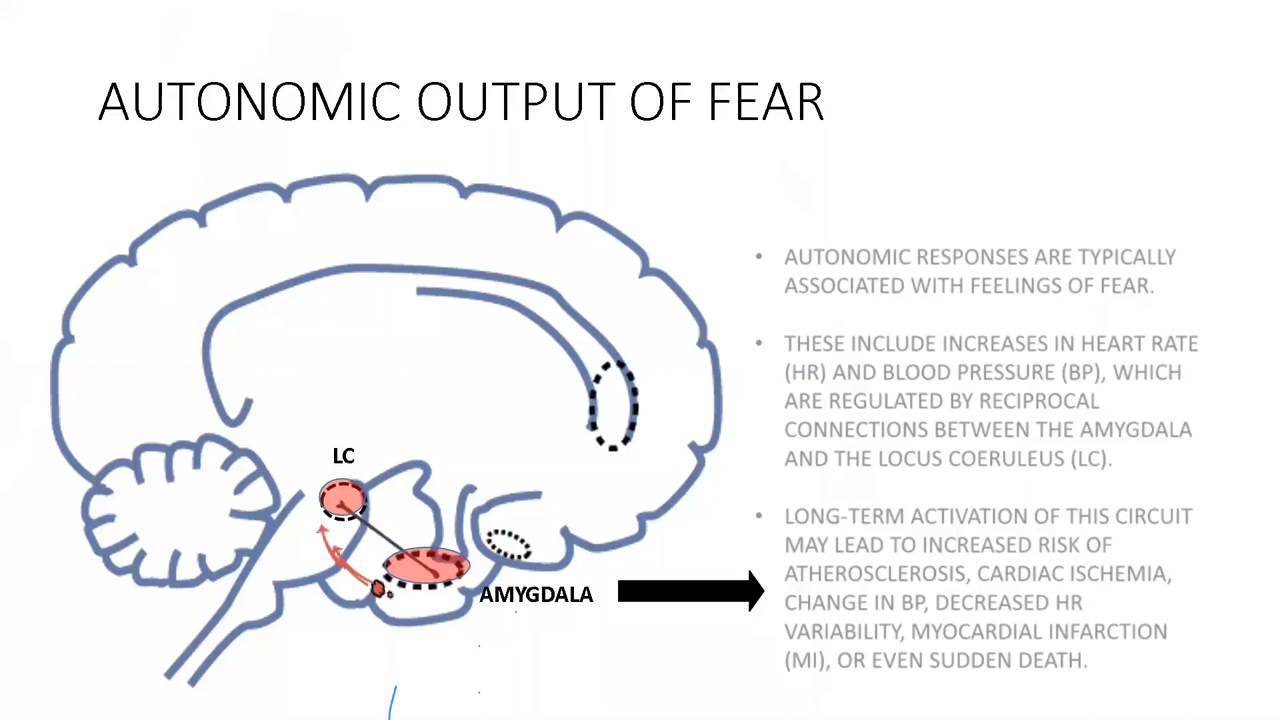 AUTONOMIC OUTPUT OF FEAR
• AUTONOMIC RESPONSES ARE TYPICALLY
ASSOCIATED WITH FEELINGS OF FEAR.
• THESE INCLUDE INCREASES IN HEART RATE
(HR) AND BLOOD PRESSURE (BP), WHICH
ARE REGULATED BY RECIPROCAL
CONNECTIONS BETWEEN THE AMYGDALA
AND THE LOCUS COERULEUS (LC).
• LONG-TERM ACTIVATION OF THIS CIRCUIT
MAY LEAD TO INCREASED RISK OF
ATHEROSCLEROSIS, CARDIAC ISCHEMIA,
CHANGE IN BP, DECREASED HR
VARIABILITY, MYOCARDIAL INFARCTION
(MI), OR EVEN SUDDEN DEATH.
LC
AMYGDALA